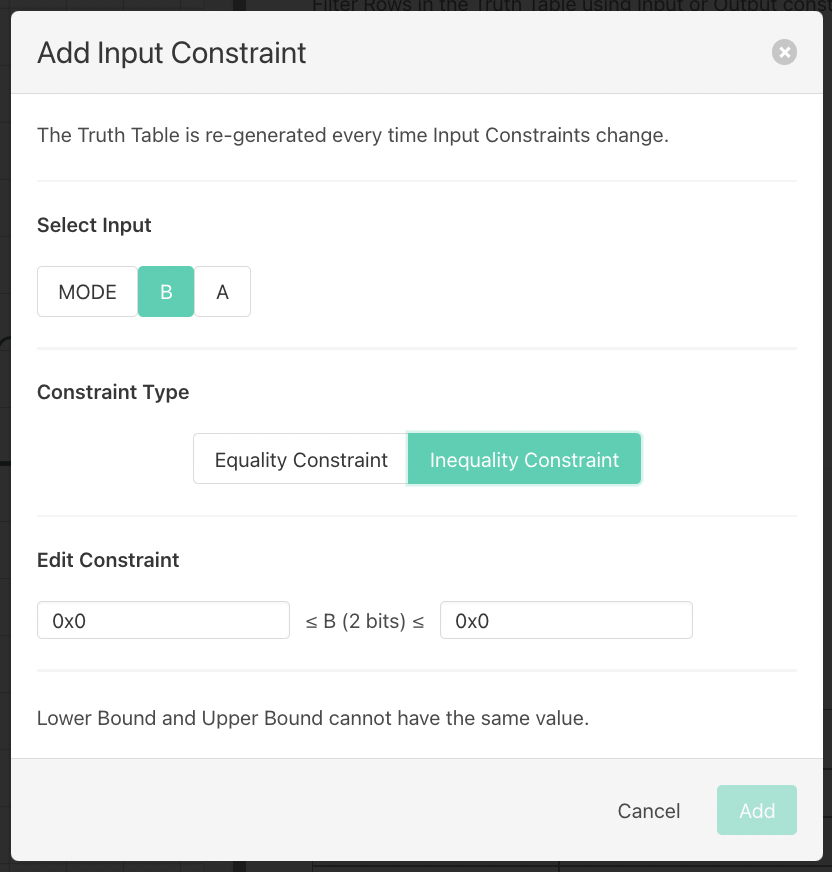 Filter Rows in the Truth Table using Input or Output const
Add Input Constraint
The Truth Table is re-generated every time Input Constraints change.
Select Input
MODE B A
Constraint Type
Equality Constraint Inequality Constraint
Edit Constraint
0x0 ≤ B (2 bits) ≤ 0x0
Lower Bound and Upper Bound cannot have the same value.
Cancel Add